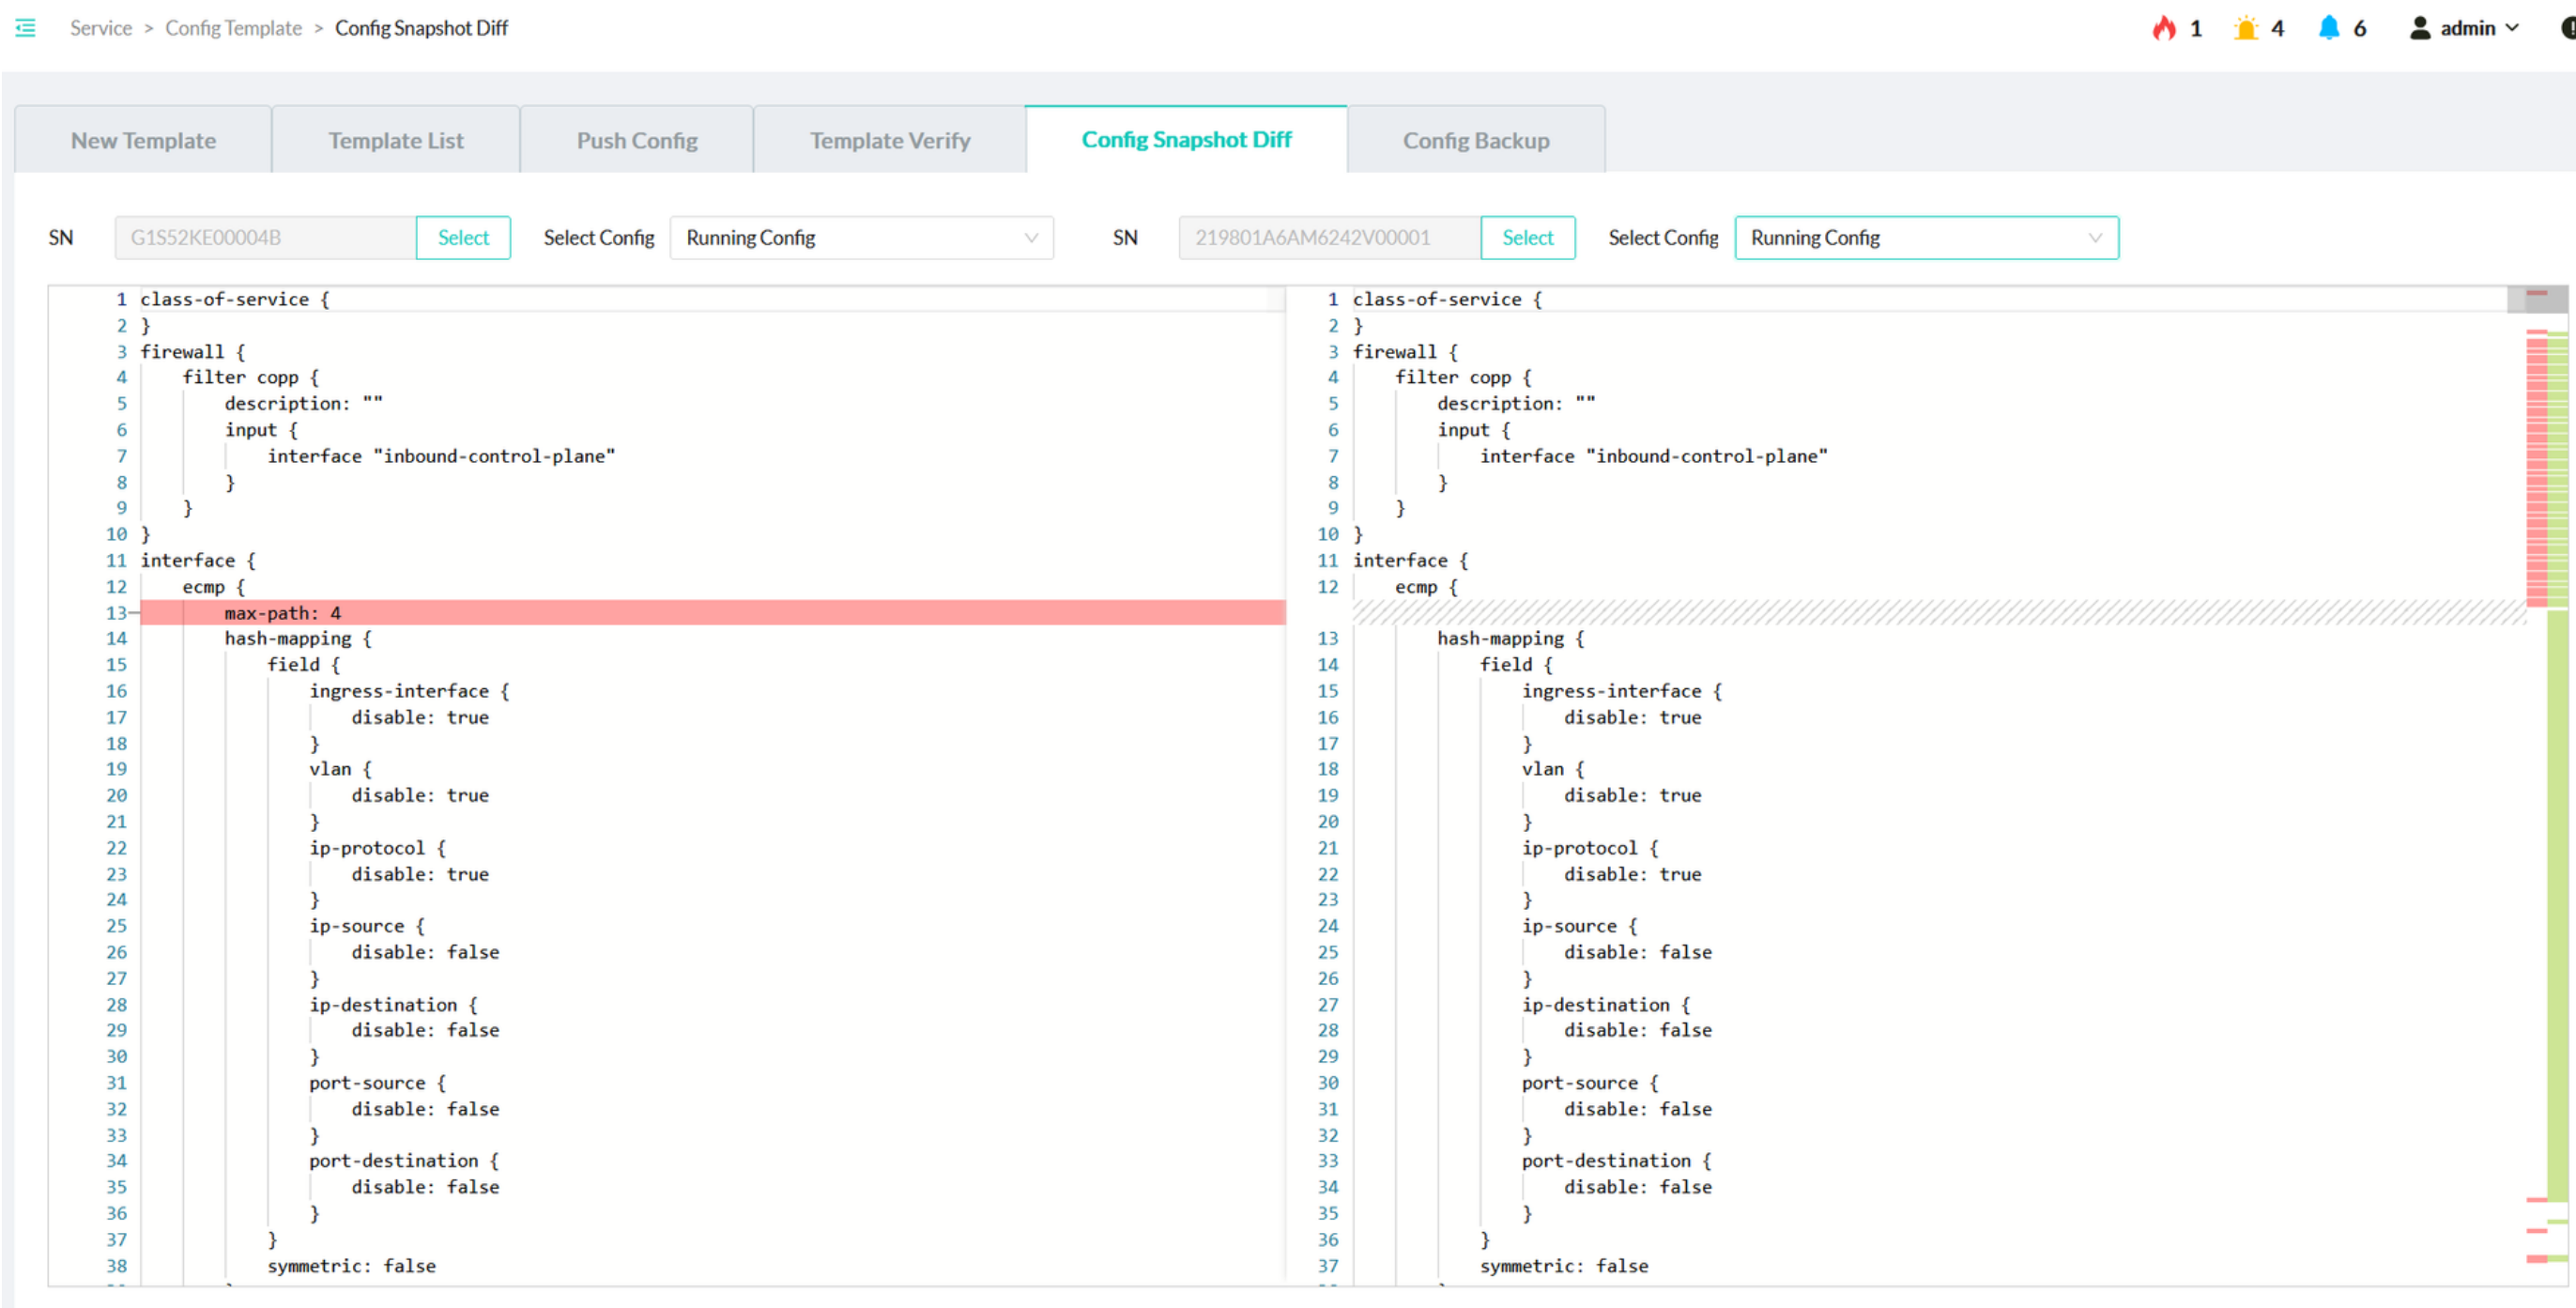 Service > Config Template > Config Snapshot Diff
1 4 6 admin
New Template Template List Push Config Template Verify Config Snapshot Diff Config Backup
SN G1S52KE00004B Select Select Config Running Config SN 219801A6AM6242V00001 Select Select Config Running Config
1 class-of-service {
2 }
3 firewall {
4 filter copp {
5 description: ""
6 input {
7 interface "inbound-control-plane"
8 }
9 }
10 }
11 interface {
12 ecmp {
13— max-path: 4
14 hash-mapping {
15 field {
16 ingress-interface {
17 disable: true
18 }
19 vlan {
20 disable: true
21 }
22 ip-protocol {
23 disable: true
24 }
25 ip-source {
26 disable: false
27 }
28 ip-destination {
29 disable: false
30 }
31 port-source {
32 disable: false
33 }
34 port-destination {
35 disable: false
36 }
37 }
38 symmetric: false
1 class-of-service {
2 }
3 firewall {
4 filter copp {
5 description: ""
6 input {
7 interface "inbound-control-plane"
8 }
9 }
10 }
11 interface {
12 ecmp {
13 hash-mapping {
14 field {
15 ingress-interface {
16 disable: true
17 }
18 vlan {
19 disable: true
20 }
21 ip-protocol {
22 disable: true
23 }
24 ip-source {
25 disable: false
26 }
27 ip-destination {
28 disable: false
29 }
30 port-source {
31 disable: false
32 }
33 port-destination {
34 disable: false
35 }
36 }
37 symmetric: false